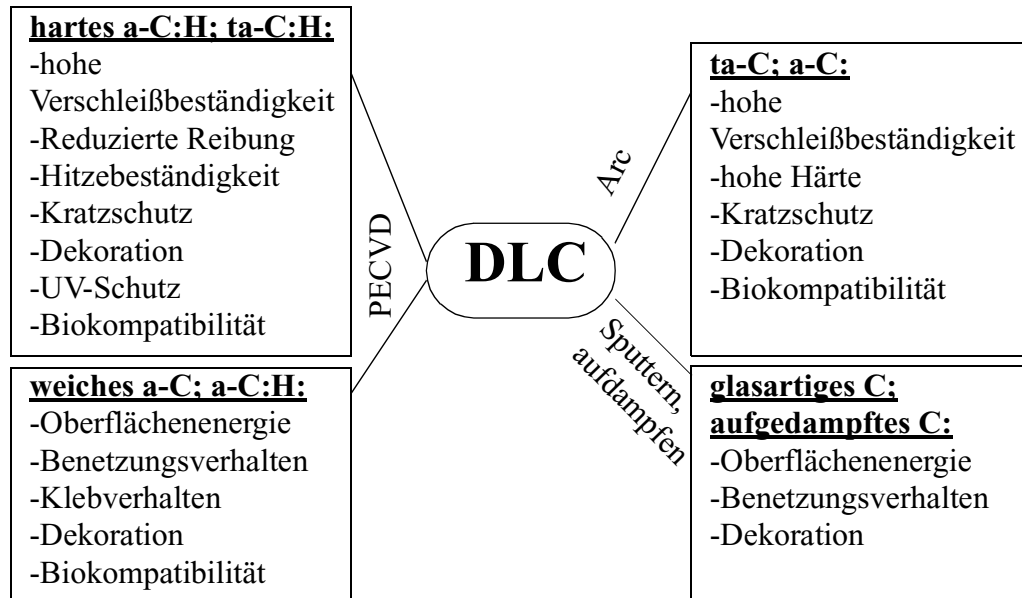 hartes a-C:H; ta-C:H:
-hohe
Verschleißbeständigkeit
-Reduzierte Reibung
-Hitzebeständigkeit
-Kratzschutz
-Dekoration
-UV-Schutz
-Biokompatibilität
weiches a-C; a-C:H:
-Oberflächenenergie
-Benetzungsverhalten
-Klebverhalten
-Dekoration
-Biokompatibilität
PECVD
DLC
Arc
Sputtern,
aufdampfen
ta-C; a-C:
-hohe
Verschleißbeständigkeit
-hohe Härte
-Kratzschutz
-Dekoration
-Biokompatibilität
glasartiges C;
aufgedampftes C:
-Oberflächenenergie
-Benetzungsverhalten
-Dekoration